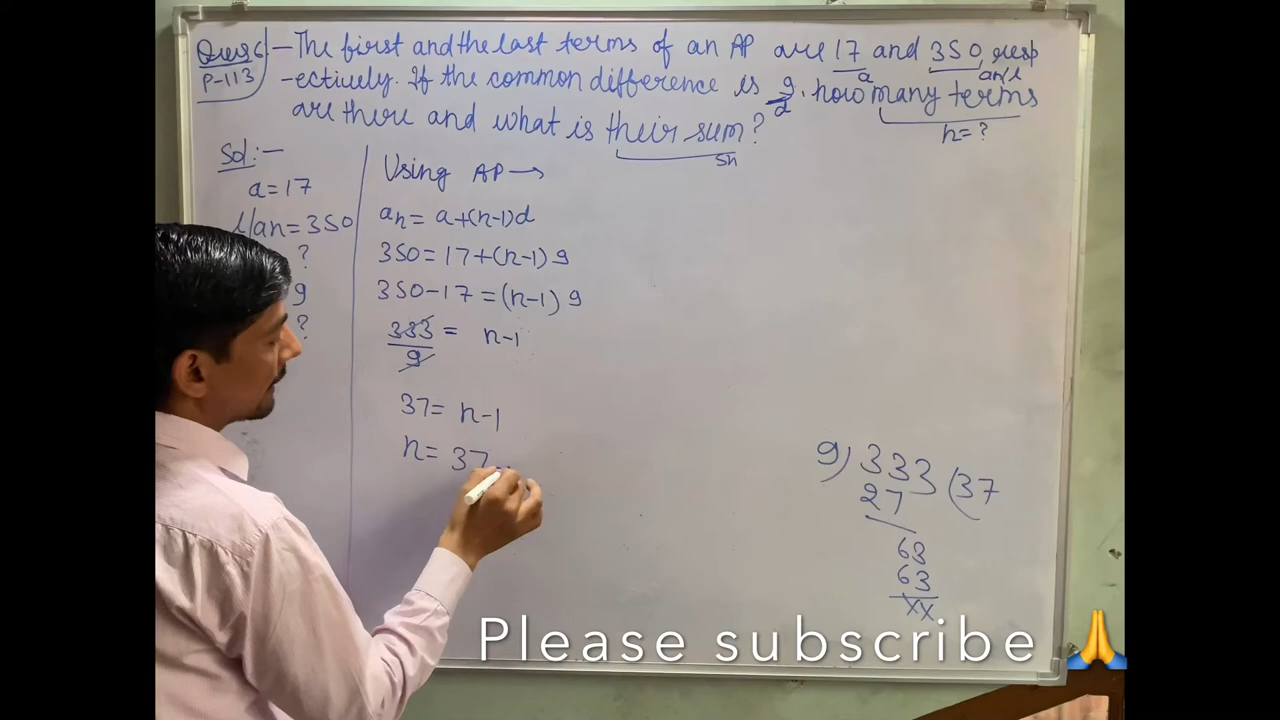 Ques 6 - The first and the last terms of an AP are 17 and 350, resp
P-113 -ectively. If the common difference is 9, how many terms
are there and what is their sum?
a
an/l
d
n=?
Sn
Sol:-
a=17
l/an=350
?
9
?
Using AP→
an= a+(n-1)d
350=17+(n-1)9
350-17=(n-1)9
333/9 = n-1
37= n-1
n= 37
9) 333 (37
27
63
63
xx
Please subscribe 🙏